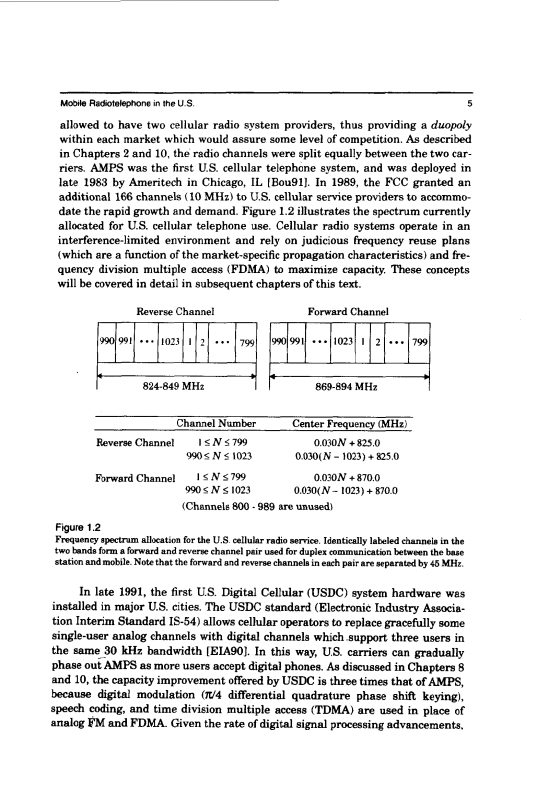 Mobile Radiotelephone in the U.S. 5
allowed to have two cellular radio system providers, thus providing a duopoly
within each market which would assure some level of competition. As described
in Chapters 2 and 10, the radio channels were split equally between the two car-
riers. AMPS was the first U.S. cellular telephone system, and was deployed in
late 1983 by Ameritech in Chicago, IL [Bou91]. In 1989, the FCC granted an
additional 166 channels (10 MHz) to U.S. cellular service providers to accommo-
date the rapid growth and demand. Figure 1.2 illustrates the spectrum currently
allocated for U.S. cellular telephone use. Cellular radio systems operate in an
interference-limited environment and rely on judicious frequency reuse plans
(which are a function of the market-specific propagation characteristics) and fre-
quency division multiple access (FDMA) to maximize capacity. These concepts
will be covered in detail in subsequent chapters of this text.
Reverse Channel Forward Channel
990 991 ••• 1023 1 2 ••• 799 990 991 ••• 1023 1 2 ••• 799
824-849 MHz 869-894 MHz
Channel Number Center Frequency (MHz)
Reverse Channel 1 ≤ N ≤ 799 0.030N + 825.0
990 ≤ N ≤ 1023 0.030(N − 1023) + 825.0
Forward Channel 1 ≤ N ≤ 799 0.030N + 870.0
990 ≤ N ≤ 1023 0.030(N − 1023) + 870.0
(Channels 800 - 989 are unused)
Figure 1.2
Frequency spectrum allocation for the U.S. cellular radio service. Identically labeled channels in the
two bands form a forward and reverse channel pair used for duplex communication between the base
station and mobile. Note that the forward and reverse channels in each pair are separated by 45 MHz.
In late 1991, the first U.S. Digital Cellular (USDC) system hardware was
installed in major U.S. cities. The USDC standard (Electronic Industry Associa-
tion Interim Standard IS-54) allows cellular operators to replace gracefully some
single-user analog channels with digital channels which support three users in
the same 30 kHz bandwidth [EIA90]. In this way, U.S. carriers can gradually
phase out AMPS as more users accept digital phones. As discussed in Chapters 8
and 10, the capacity improvement offered by USDC is three times that of AMPS,
because digital modulation (π/4 differential quadrature phase shift keying),
speech coding, and time division multiple access (TDMA) are used in place of
analog FM and FDMA. Given the rate of digital signal processing advancements,